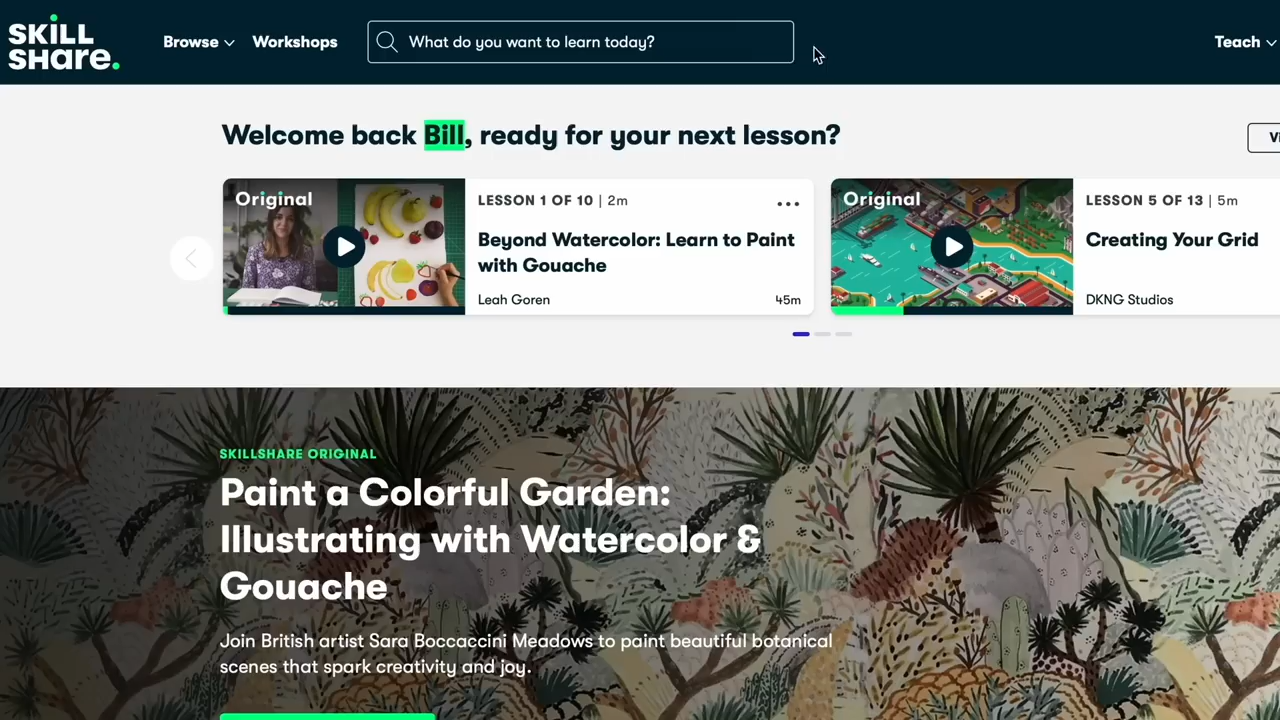 SKILL
SHARE.
Browse
Workshops
What do you want to learn today?
Teach
Welcome back Bill, ready for your next lesson?
Original
LESSON 1 OF 10 | 2m
Beyond Watercolor: Learn to Paint
with Gouache
Leah Goren
45m
Original
LESSON 5 OF 13 | 5m
Creating Your Grid
DKNG Studios
SKILLSHARE ORIGINAL
Paint a Colorful Garden:
Illustrating with Watercolor &
Gouache
Join British artist Sara Boccaccini Meadows to paint beautiful botanical
scenes that spark creativity and joy.